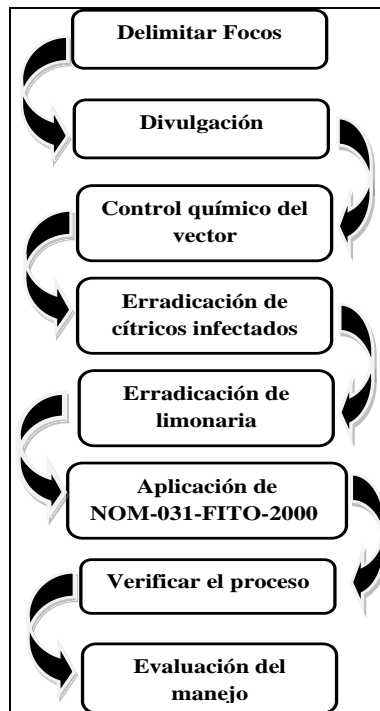 Delimitar Focos
Divulgación
Control químico del
vector
Erradicación de
cítricos infectados
Erradicación de
limonaria
Aplicación de
NOM-031-FITO-2000
Verificar el proceso
Evaluación del
manejo